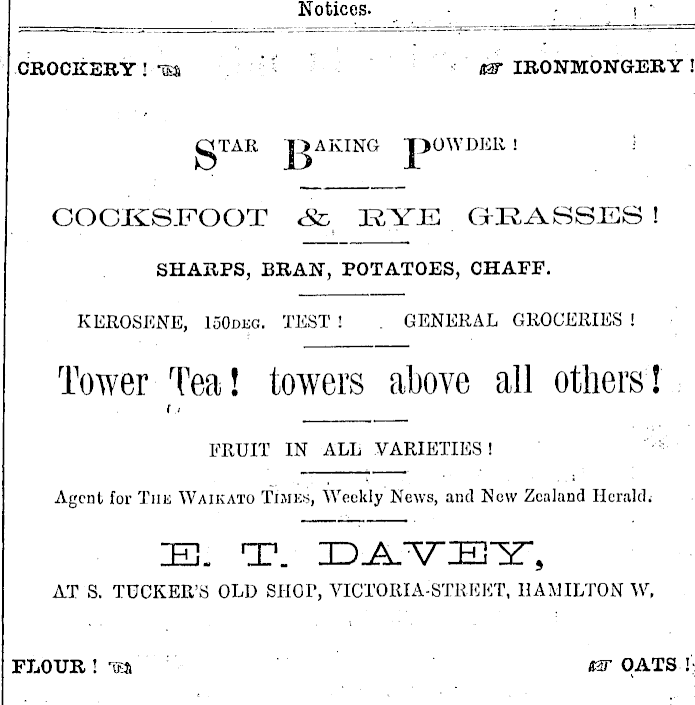 Notices.
CROCKERY ! ☜ ☞ IRONMONGERY !
STAR BAKING POWDER !
COCKSFOOT & RYE GRASSES !
SHARPS, BRAN, POTATOES, CHAFF.
KEROSENE, 150DEG. TEST ! GENERAL GROCERIES !
Tower Tea! towers above all others!
FRUIT IN ALL VARIETIES !
Agent for THE WAIKATO TIMES, Weekly News, and New Zealand Herald.
E. T. DAVEY,
AT S. TUCKER'S OLD SHOP, VICTORIA-STREET, HAMILTON W.
FLOUR ! ☜ ☞ OATS !